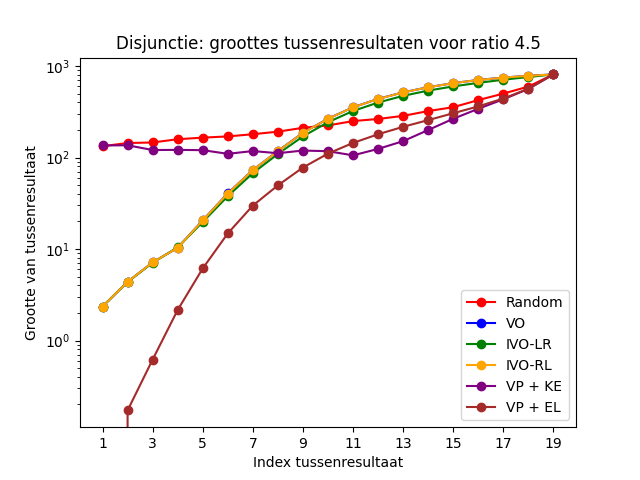 Disjunctie: groottes tussenresultaten voor ratio 4.5
Grootte van tussenresultaat
10³
10²
10¹
10⁰
1 3 5 7 9 11 13 15 17 19
Index tussenresultaat
Random
VO
IVO-LR
IVO-RL
VP + KE
VP + EL